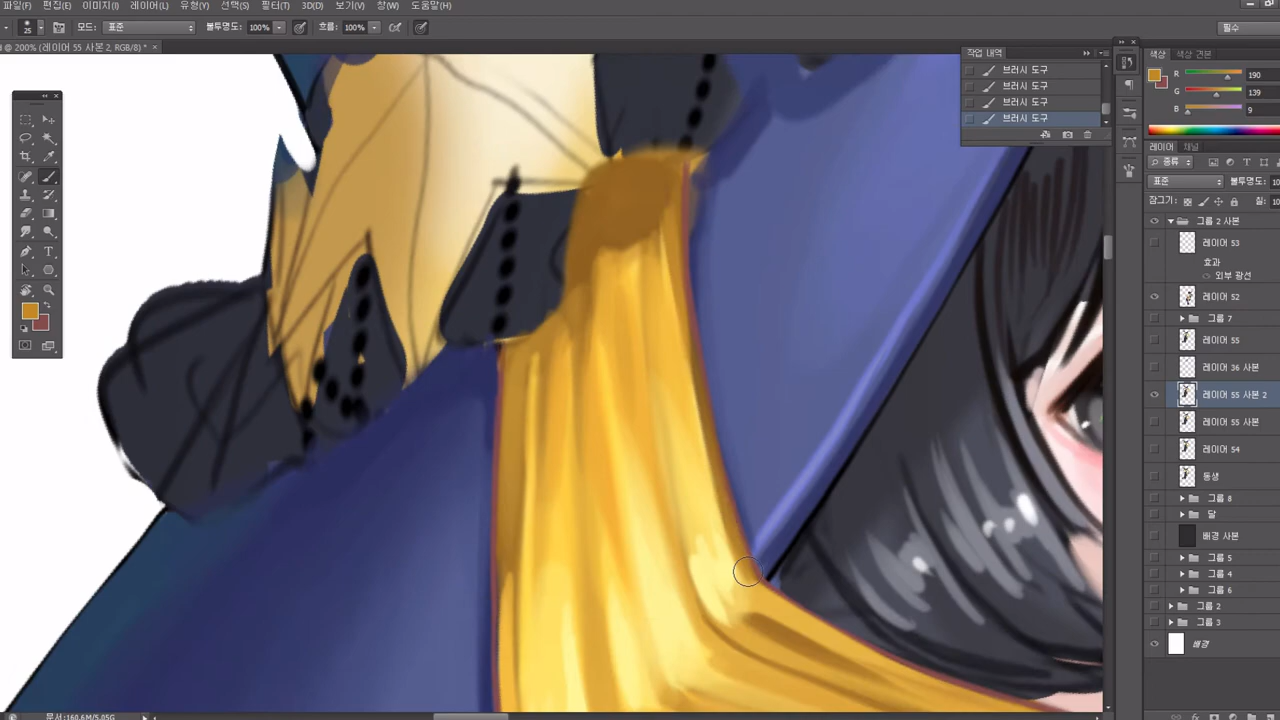 파일(F) 편집(E) 이미지(I) 레이어(L) 유형(Y) 선택(S) 필터(T) 3D(D) 보기(V) 창(W) 도움말(H)
25 모드: 표준 불투명도: 100% 흐름: 100% 필수
@ 200% (레이어 55 사본 2, RGB/8) *
작업 내역
브러시 도구
브러시 도구
브러시 도구
브러시 도구
색상 색상 견본
R 190
G 139
B 9
레이어 채널
종류
표준 불투명도:
잠그기: 칠:
그룹 2 사본
레이어 53
효과
외부 광선
레이어 52
그룹 7
레이어 55
레이어 36 사본
레이어 55 사본 2
레이어 55 사본
레이어 54
동생
그룹 8
달
배경 사본
그룹 5
그룹 4
그룹 6
그룹 2
그룹 3
배경
문서:160.6M/5.05G